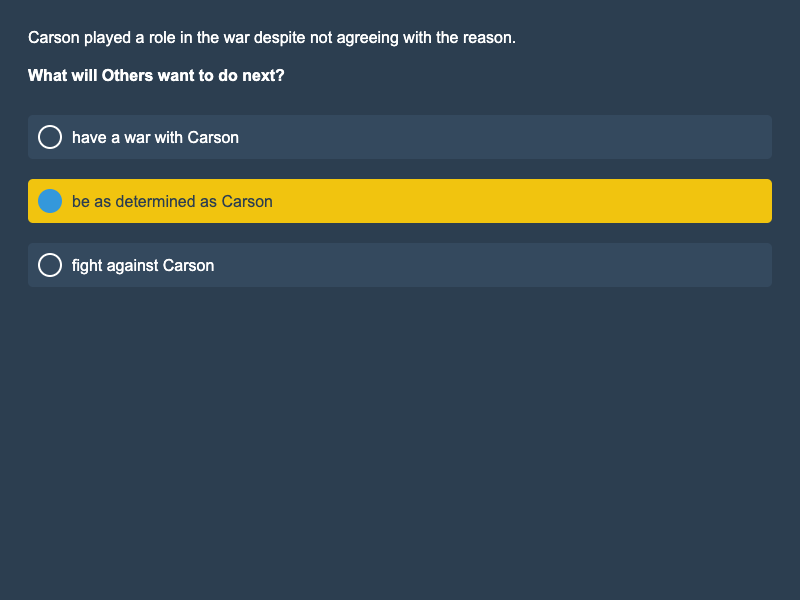 Carson played a role in the war despite not agreeing with the reason.
What will Others want to do next?
have a war with Carson
be as determined as Carson
fight against Carson